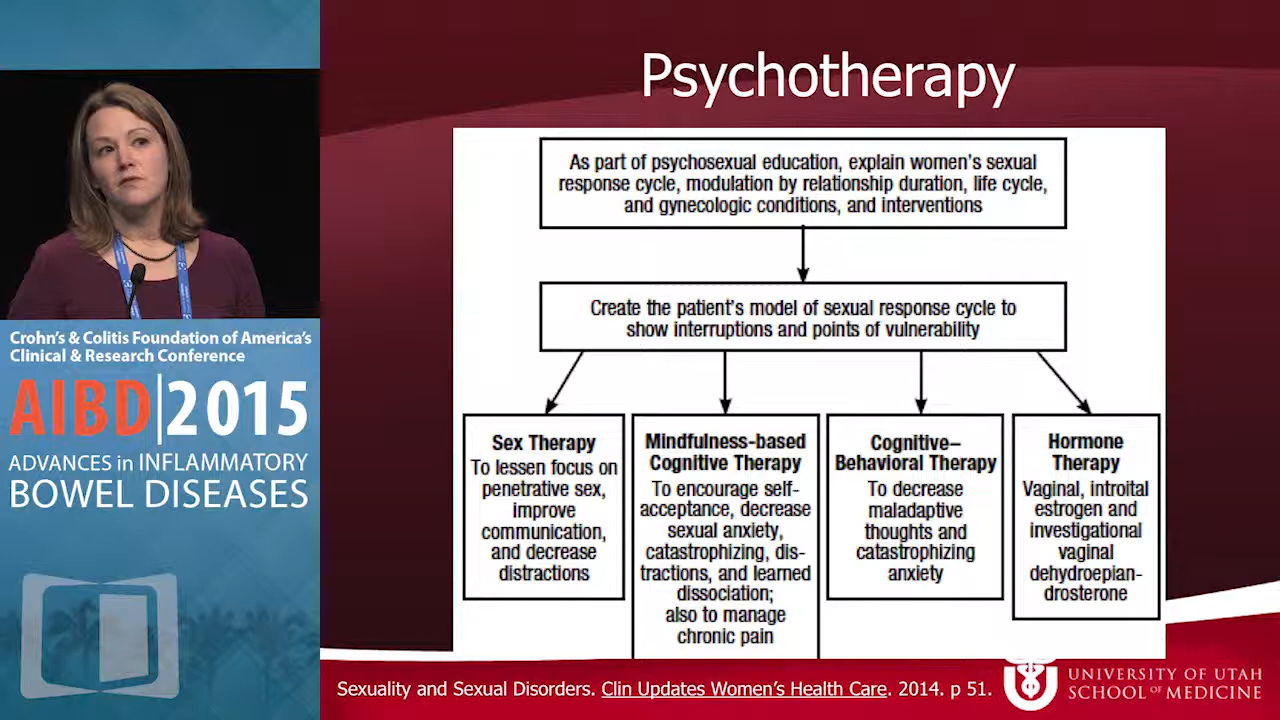 Psychotherapy
As part of psychosexual education, explain women's sexual
response cycle, modulation by relationship duration, life cycle,
and gynecologic conditions, and interventions
Create the patient's model of sexual response cycle to
show interruptions and points of vulnerability
Sex Therapy
To lessen focus on
penetrative sex,
improve
communication,
and decrease
distractions
Mindfulness-based
Cognitive Therapy
To encourage self-
acceptance, decrease
sexual anxiety,
catastrophizing, dis-
tractions, and learned
dissociation;
also to manage
chronic pain
Cognitive–
Behavioral Therapy
To decrease
maladaptive
thoughts and
catastrophizing
anxiety
Hormone
Therapy
Vaginal, introital
estrogen and
investigational
vaginal
dehydroepian-
drosterone
Sexuality and Sexual Disorders. Clin Updates Women's Health Care. 2014. p 51.
UNIVERSITY OF UTAH
SCHOOL OF MEDICINE
Crohn's & Colitis Foundation of America's
Clinical & Research Conference
AIBD|2015
ADVANCES in INFLAMMATORY
BOWEL DISEASES